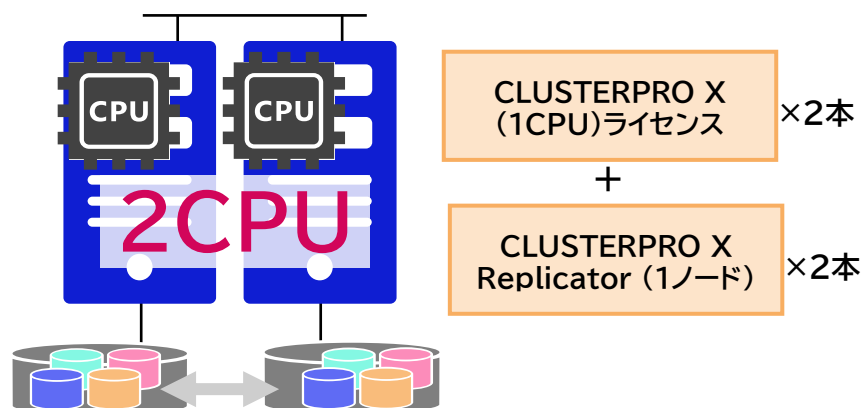 CPU
CPU
2CPU
CLUSTERPRO X
(1CPU)ライセンス
×2本
+
CLUSTERPRO X
Replicator (1ノード)
×2本